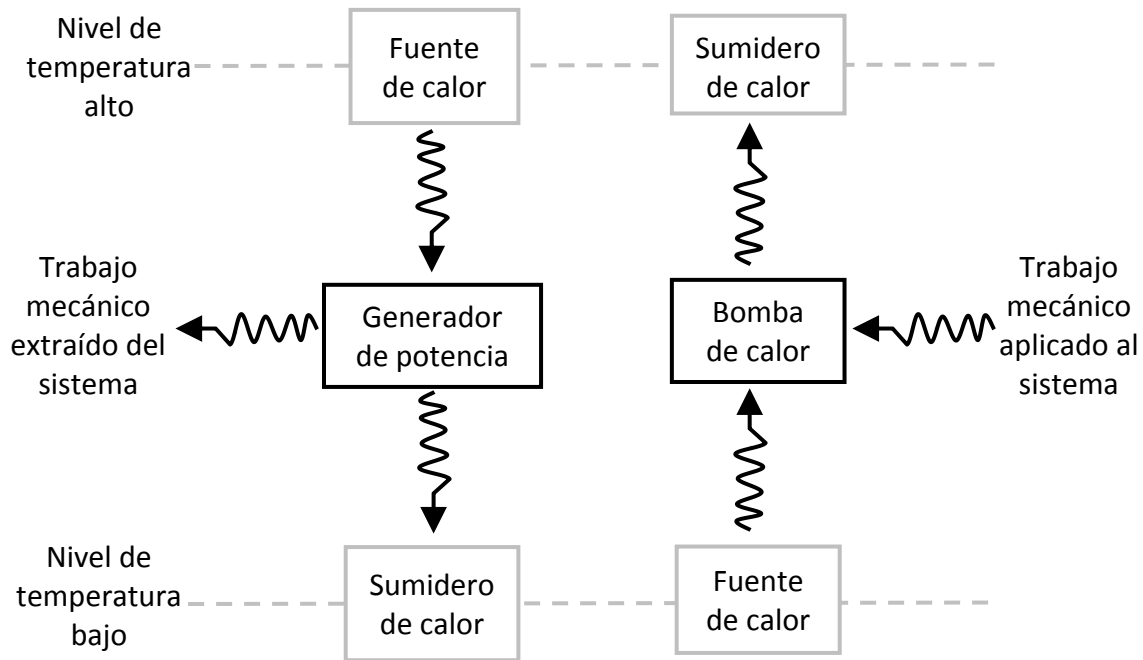 Nivel de
temperatura
alto
Fuente
de calor
Sumidero
de calor
Trabajo
mecánico
extraído del
sistema
Generador
de potencia
Bomba
de calor
Trabajo
mecánico
aplicado al
sistema
Nivel de
temperatura
bajo
Sumidero
de calor
Fuente
de calor